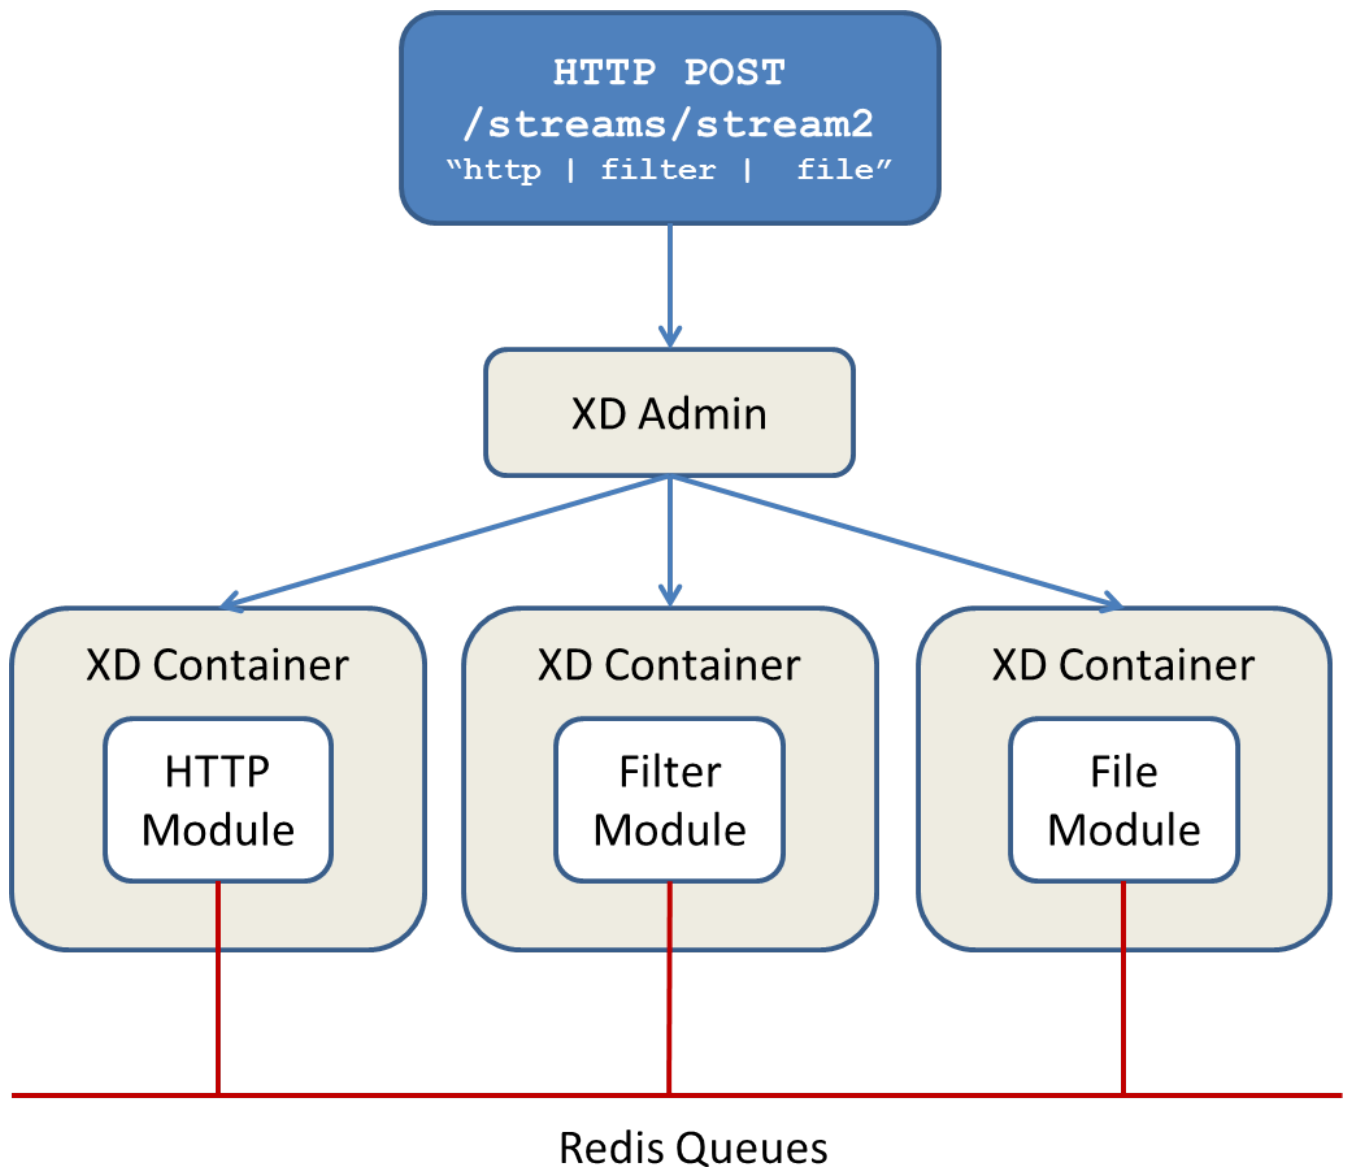 HTTP POST
/streams/stream2
“http | filter |  file”
XD Admin
XD Container
HTTP
Module
XD Container
Filter
Module
XD Container
File
Module
Redis Queues